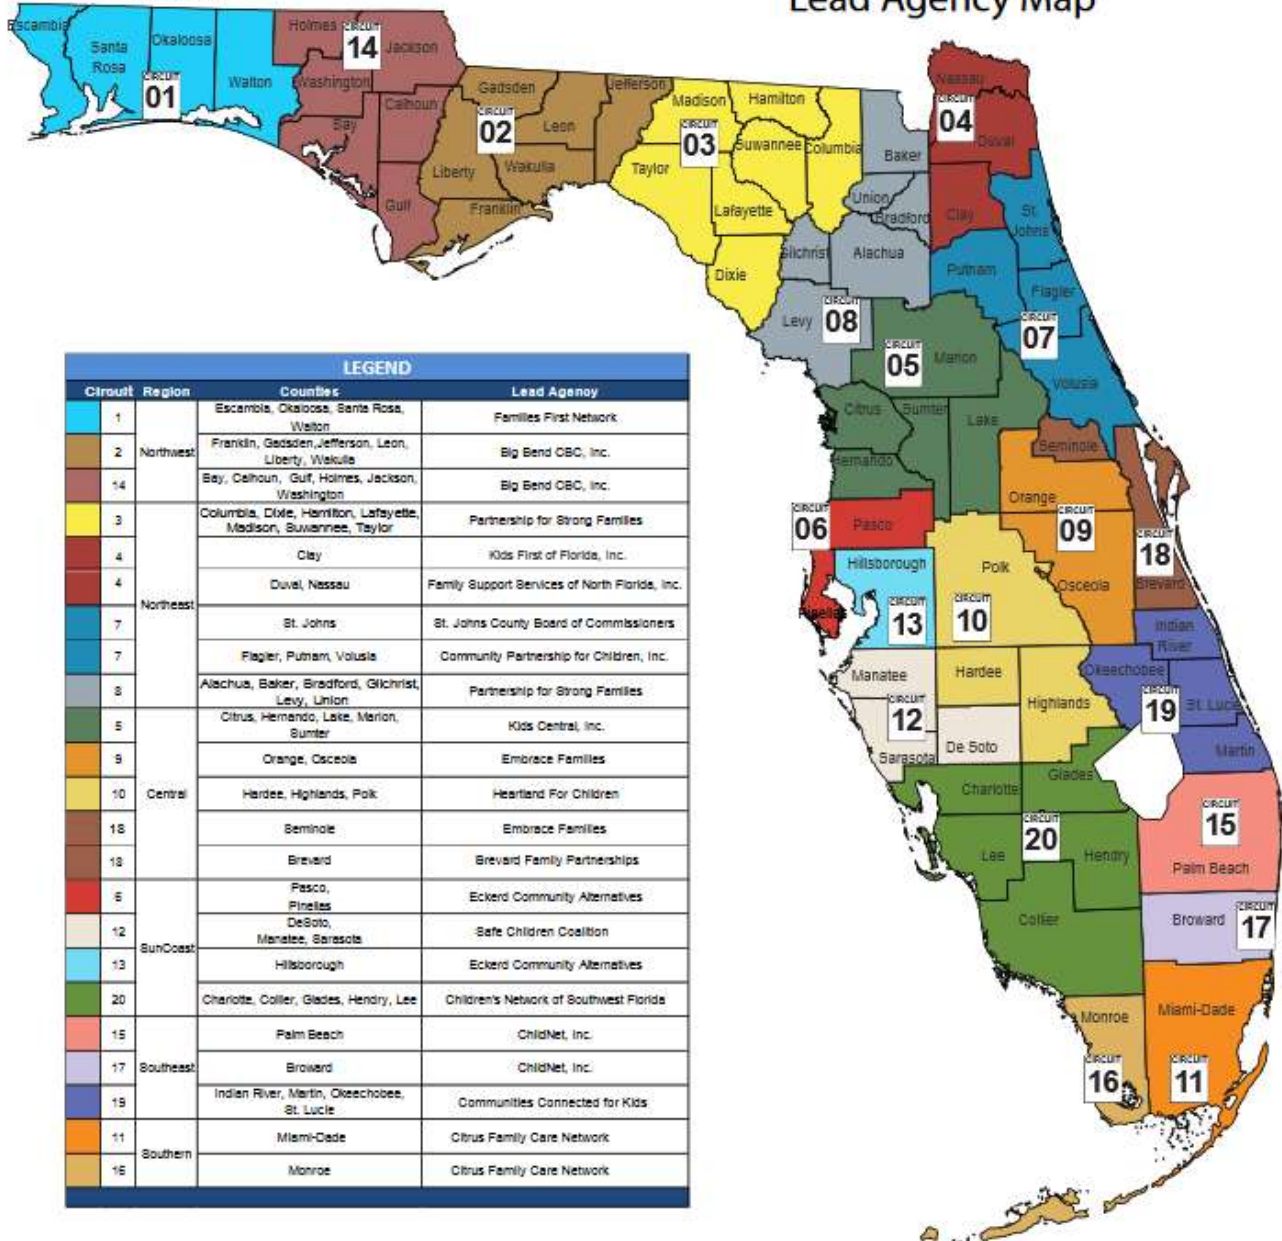 Lead Agency Map
Escambia
Santa
Rosa
Okaloosa
Walton
CIRCUIT
01
Holmes
CIRCUIT
14
Jackson
Washington
Calhoun
Bay
Gulf
Gadsden
CIRCUIT
02
Leon
Jefferson
Liberty
Wakulla
Franklin
Madison
Hamilton
CIRCUIT
03
Suwannee
Columbia
Taylor
Lafayette
Dixie
Nassau
CIRCUIT
04
Duval
Clay
Baker
Union
Bradford
Gilchrist
Alachua
Levy
CIRCUIT
08
St.
Johns
Putnam
Flagler
CIRCUIT
07
Volusia
CIRCUIT
05
Marion
Citrus
Sumter
Lake
Hernando
Seminole
Orange
CIRCUIT
09
Osceola
CIRCUIT
18
Brevard
CIRCUIT
06
Pasco
Pinellas
Hillsborough
CIRCUIT
13
Polk
CIRCUIT
10
Hardee
Highlands
Manatee
CIRCUIT
12
Sarasota
De Soto
Indian
River
Okeechobee
CIRCUIT
19
St. Lucie
Martin
Charlotte
Glades
CIRCUIT
20
Lee
Hendry
Collier
CIRCUIT
15
Palm Beach
Broward
CIRCUIT
17
Monroe
CIRCUIT
16
Miami-Dade
CIRCUIT
11
LEGEND
Circuit Region Counties Lead Agency
1 Escambia, Okaloosa, Santa Rosa,
Walton Families First Network
Northwest
2 Franklin, Gadsden,Jefferson, Leon,
Liberty, Wakulla Big Bend CBC, Inc.
14 Bay, Calhoun, Gulf, Holmes, Jackson,
Washington Big Bend CBC, Inc.
3 Columbia, Dixie, Hamilton, Lafayette,
Madison, Suwannee, Taylor Partnership for Strong Families
4 Clay Kids First of Florida, Inc.
4 Duval, Nassau Family Support Services of North Florida, Inc.
Northeast
7 St. Johns St. Johns County Board of Commissioners
7 Flagler, Putnam, Volusia Community Partnership for Children, Inc.
8 Alachua, Baker, Bradford, Gilchrist,
Levy, Union Partnership for Strong Families
5 Citrus, Hernando, Lake, Marion,
Sumter Kids Central, Inc.
9 Orange, Osceola Embrace Families
10 Central Hardee, Highlands, Polk Heartland For Children
18 Seminole Embrace Families
18 Brevard Brevard Family Partnerships
6 Pasco,
Pinellas Eckerd Community Alternatives
12 DeSoto,
Manatee, Sarasota Safe Children Coalition
SunCoast
13 Hillsborough Eckerd Community Alternatives
20 Charlotte, Collier, Glades, Hendry, Lee Children's Network of Southwest Florida
15 Palm Beach ChildNet, Inc.
17 Southeast Broward ChildNet, Inc.
19 Indian River, Martin, Okeechobee,
St. Lucie Communities Connected for Kids
11 Miami-Dade Citrus Family Care Network
Southern
16 Monroe Citrus Family Care Network